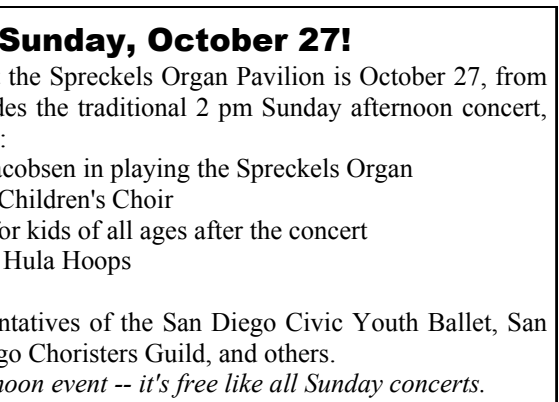 Sunday, October 27!
the Spreckels Organ Pavilion is October 27, from
des the traditional 2 pm Sunday afternoon concert,
:
cobsen in playing the Spreckels Organ
Children's Choir
or kids of all ages after the concert
Hula Hoops
ntatives of the San Diego Civic Youth Ballet, San
go Choristers Guild, and others.
noon event -- it's free like all Sunday concerts.